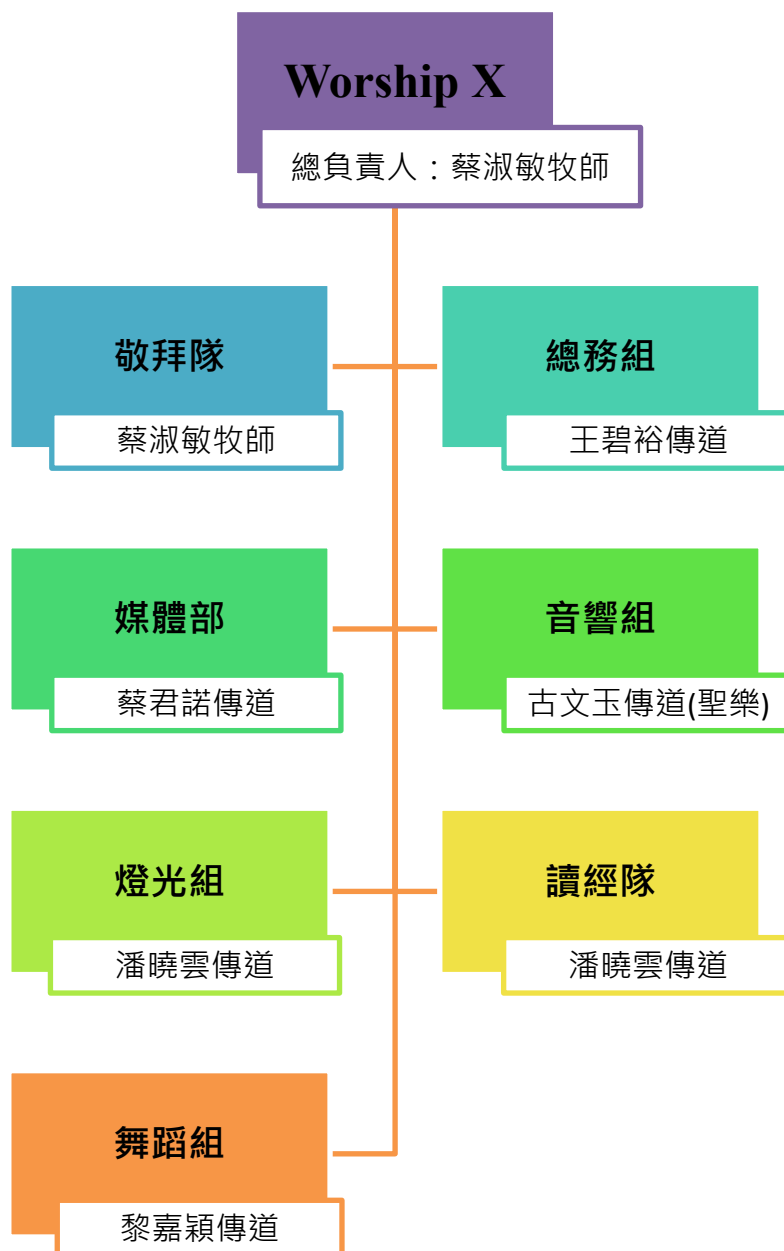 Worship X
總負責人：蔡淑敏牧師
敬拜隊
蔡淑敏牧師
總務組
王碧裕傳道
媒體部
蔡君諾傳道
音響組
古文玉傳道(聖樂)
燈光組
潘曉雲傳道
讀經隊
潘曉雲傳道
舞蹈組
黎嘉穎傳道